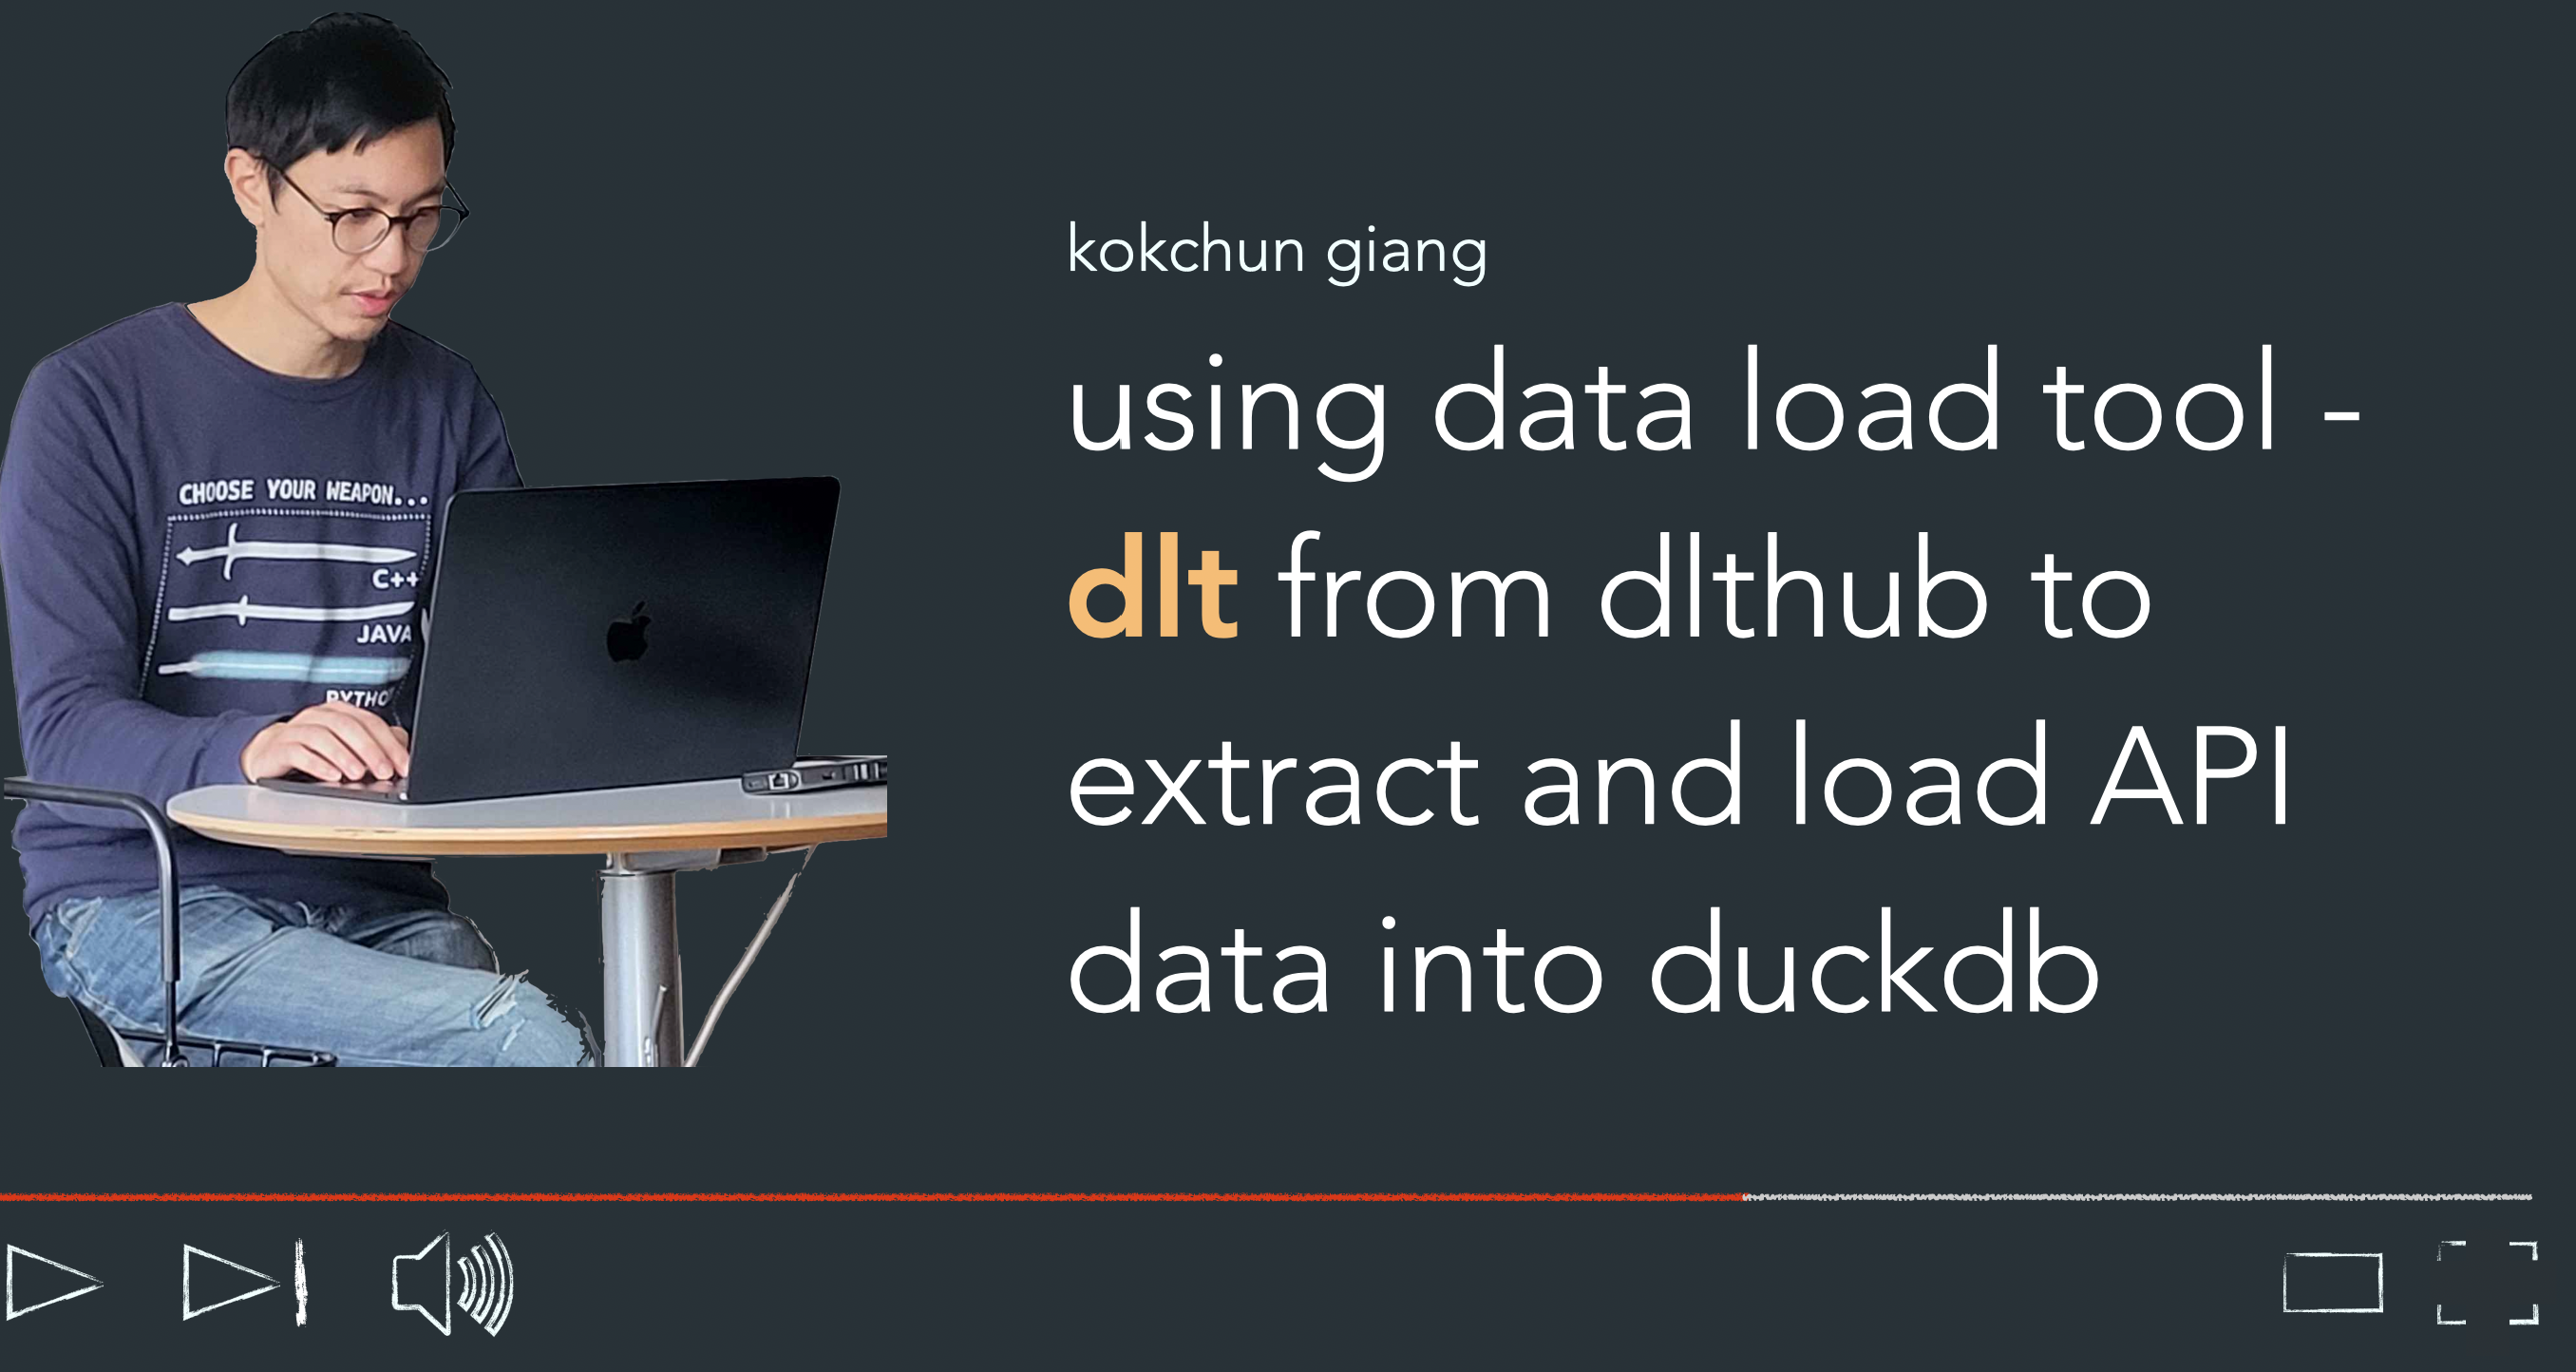 kokchun giang
using data load tool -
dlt from dlthub to
extract and load API
data into duckdb
CHOOSE YOUR WEAPON...
C++
JAVA